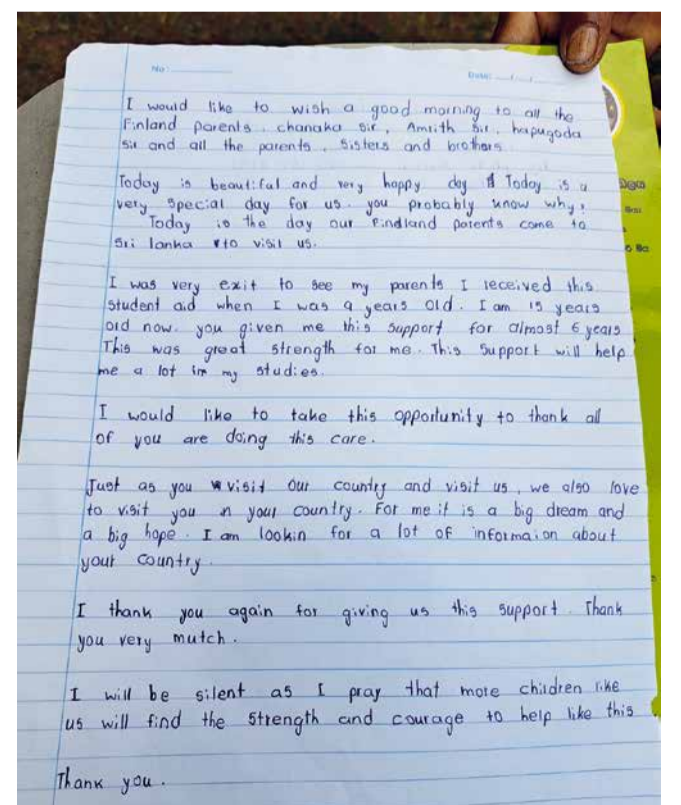 No:
Date:
I would like to wish a good morning to all the
Finland parents. chanaka sir, Amrith sir, hapugoda
sir and all the parents, sisters and brothers
Today is beautiful and very happy day Today is a
very special day for us. you probably know why?
Today is the day our Findland parents come to
Sri lanka to visit us.
I was very exit to see my parents I received this
student aid when I was 9 years old. I am 15 years
old now. you given me this support for almost 6 years
This was great strength for me. This Support will help
me a lot in my studies.
I would like to take this opportunity to thank all
of you are doing this care.
Just as you visit our country and visit us, we also love
to visit you n your country. For me it is a big dream and
a big hope. I am lookin for a lot of informaion about
your country.
I thank you again for giving us this support. Thank
you very mutch.
I will be silent as I pray that more children like
us will find the strength and courage to help like this
Thank you.